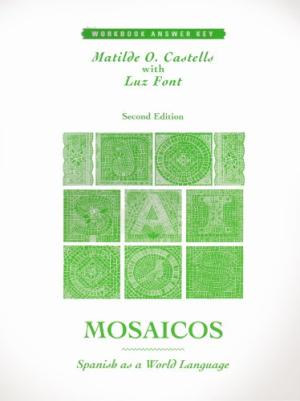 WORKBOOK ANSWER KEY
Matilde O. Castells
with
Luz Font
Second Edition
MOSAICOS
Spanish as a World Language